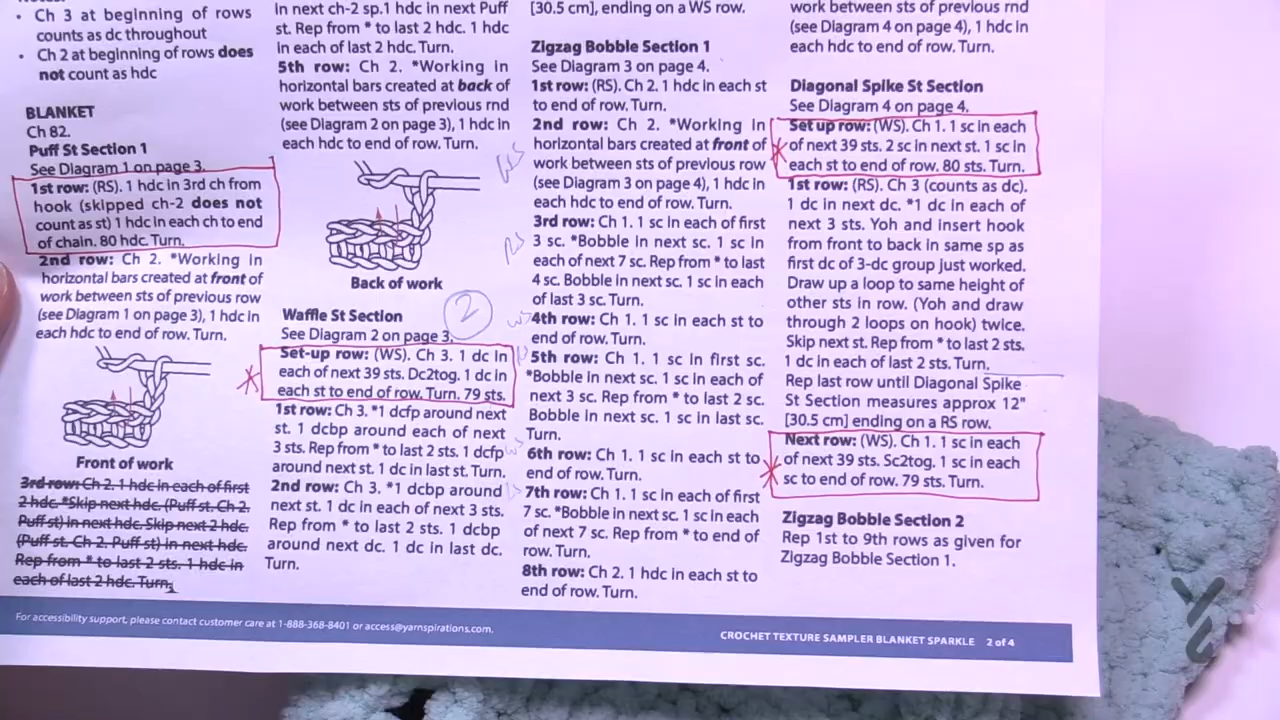 • Ch 3 at beginning of rows
counts as dc throughout
• Ch 2 at beginning of rows does
not count as hdc
BLANKET
Ch 82.
Puff St Section 1
See Diagram 1 on page 3.
1st row: (RS). 1 hdc in 3rd ch from
hook (skipped ch-2 does not
count as st) 1 hdc in each ch to end
of chain. 80 hdc. Turn.
2nd row: Ch 2. *Working in
horizontal bars created at front of
work between sts of previous row
(see Diagram 1 on page 3), 1 hdc in
each hdc to end of row. Turn.
Front of work
3rd row: Ch 2. 1 hdc in each of first
2 hdc. *Skip next hdc. (Puff st. Ch 2.
Puff st) in next hdc. Skip next 2 hdc.
(Puff st. Ch 2. Puff st) in next hdc.
Rep from * to last 2 sts. 1 hdc in
each of last 2 hdc. Turn.
in next ch-2 sp.1 hdc in next Puff
st. Rep from * to last 2 hdc. 1 hdc
in each of last 2 hdc. Turn.
5th row: Ch 2. *Working in
horizontal bars created at back of
work between sts of previous rnd
(see Diagram 2 on page 3), 1 hdc in
each hdc to end of row. Turn.
Back of work
2
Waffle St Section
See Diagram 2 on page 3.
Set-up row: (WS). Ch 3. 1 dc in
each of next 39 sts. Dc2tog. 1 dc in
each st to end of row. Turn. 79 sts.
1st row: Ch 3. *1 dcfp around next
st. 1 dcbp around each of next
3 sts. Rep from * to last 2 sts. 1 dcfp
around next st. 1 dc in last st. Turn.
2nd row: Ch 3. *1 dcbp around
next st. 1 dc in each of next 3 sts.
Rep from * to last 2 sts. 1 dcbp
around next dc. 1 dc in last dc.
Turn.
[30.5 cm], ending on a WS row.
Zigzag Bobble Section 1
See Diagram 3 on page 4.
1st row: (RS). Ch 2. 1 hdc in each st
to end of row. Turn.
2nd row: Ch 2. *Working in
horizontal bars created at front of
work between sts of previous row
(see Diagram 3 on page 4), 1 hdc in
each hdc to end of row. Turn.
3rd row: Ch 1. 1 sc in each of first
3 sc. *Bobble in next sc. 1 sc in
each of next 7 sc. Rep from * to last
4 sc. Bobble in next sc. 1 sc in each
of last 3 sc. Turn.
4th row: Ch 1. 1 sc in each st to
end of row. Turn.
5th row: Ch 1. 1 sc in first sc.
*Bobble in next sc. 1 sc in each of
next 3 sc. Rep from * to last 2 sc.
Bobble in next sc. 1 sc in last sc.
Turn.
6th row: Ch 1. 1 sc in each st to
end of row. Turn.
7th row: Ch 1. 1 sc in each of first
7 sc. *Bobble in next sc. 1 sc in each
of next 7 sc. Rep from * to end of
row. Turn.
8th row: Ch 2. 1 hdc in each st to
end of row. Turn.
WS
RS
WS
work between sts of previous rnd
(see Diagram 4 on page 4), 1 hdc in
each hdc to end of row. Turn.
Diagonal Spike St Section
See Diagram 4 on page 4.
Set up row: (WS). Ch 1. 1 sc in each
of next 39 sts. 2 sc in next st. 1 sc in
each st to end of row. 80 sts. Turn.
1st row: (RS). Ch 3 (counts as dc).
1 dc in next dc. *1 dc in each of
next 3 sts. Yoh and insert hook
from front to back in same sp as
first dc of 3-dc group just worked.
Draw up a loop to same height of
other sts in row. (Yoh and draw
through 2 loops on hook) twice.
Skip next st. Rep from * to last 2 sts.
1 dc in each of last 2 sts. Turn.
Rep last row until Diagonal Spike
St Section measures approx 12"
[30.5 cm] ending on a RS row.
Next row: (WS). Ch 1. 1 sc in each
of next 39 sts. Sc2tog. 1 sc in each
sc to end of row. 79 sts. Turn.
Zigzag Bobble Section 2
Rep 1st to 9th rows as given for
Zigzag Bobble Section 1.
For accessibility support, please contact customer care at 1-888-368-8401 or access@yarnspirations.com.
CROCHET TEXTURE SAMPLER BLANKET SPARKLE 2 of 4